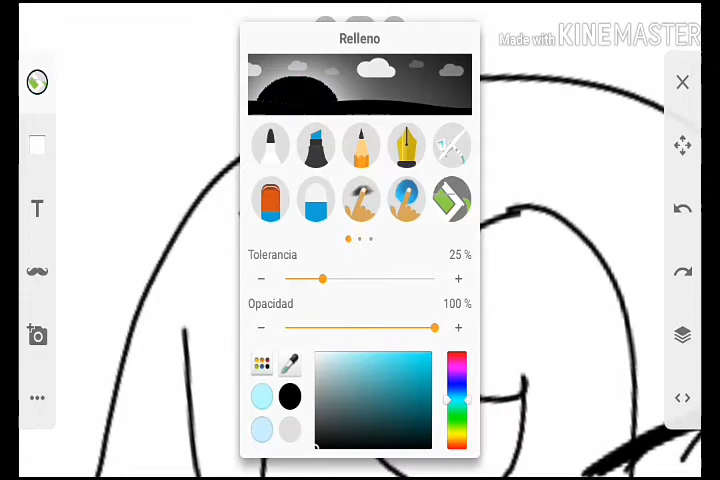 Relleno
Made with KINEMASTER
T
Tolerancia 25 %
Opacidad 100 %